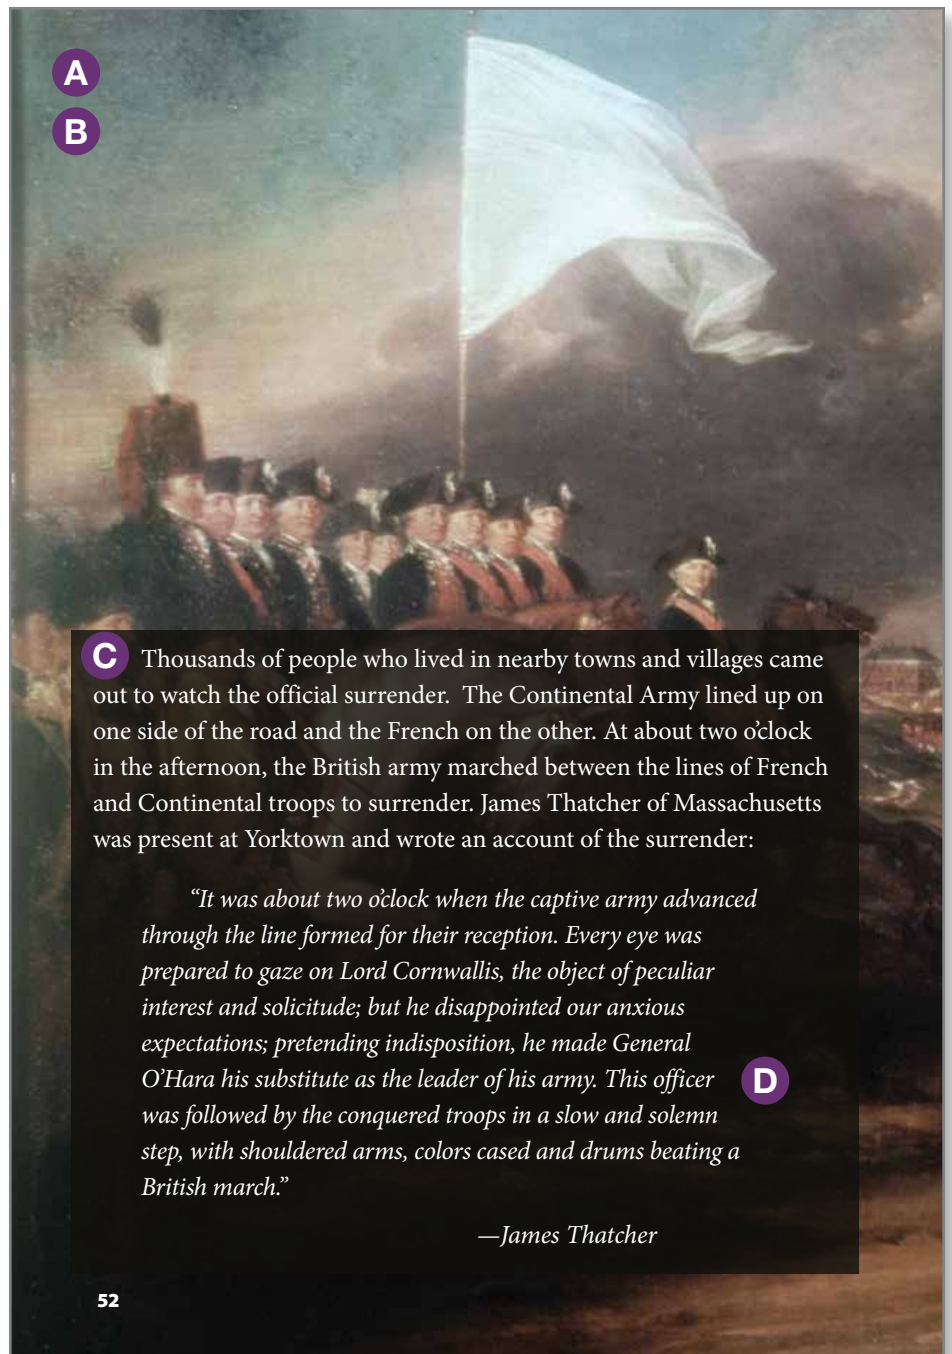 A
B
C
Thousands of people who lived in nearby towns and villages came
out to watch the official surrender.  The Continental Army lined up on
one side of the road and the French on the other. At about two o’clock
in the afternoon, the British army marched between the lines of French
and Continental troops to surrender. James Thatcher of Massachusetts
was present at Yorktown and wrote an account of the surrender:
“It was about two o’clock when the captive army advanced
through the line formed for their reception. Every eye was
prepared to gaze on Lord Cornwallis, the object of peculiar
interest and solicitude; but he disappointed our anxious
expectations; pretending indisposition, he made General
O’Hara his substitute as the leader of his army. This officer
D
was followed by the conquered troops in a slow and solemn
step, with shouldered arms, colors cased and drums beating a
British march.”
—James Thatcher
52